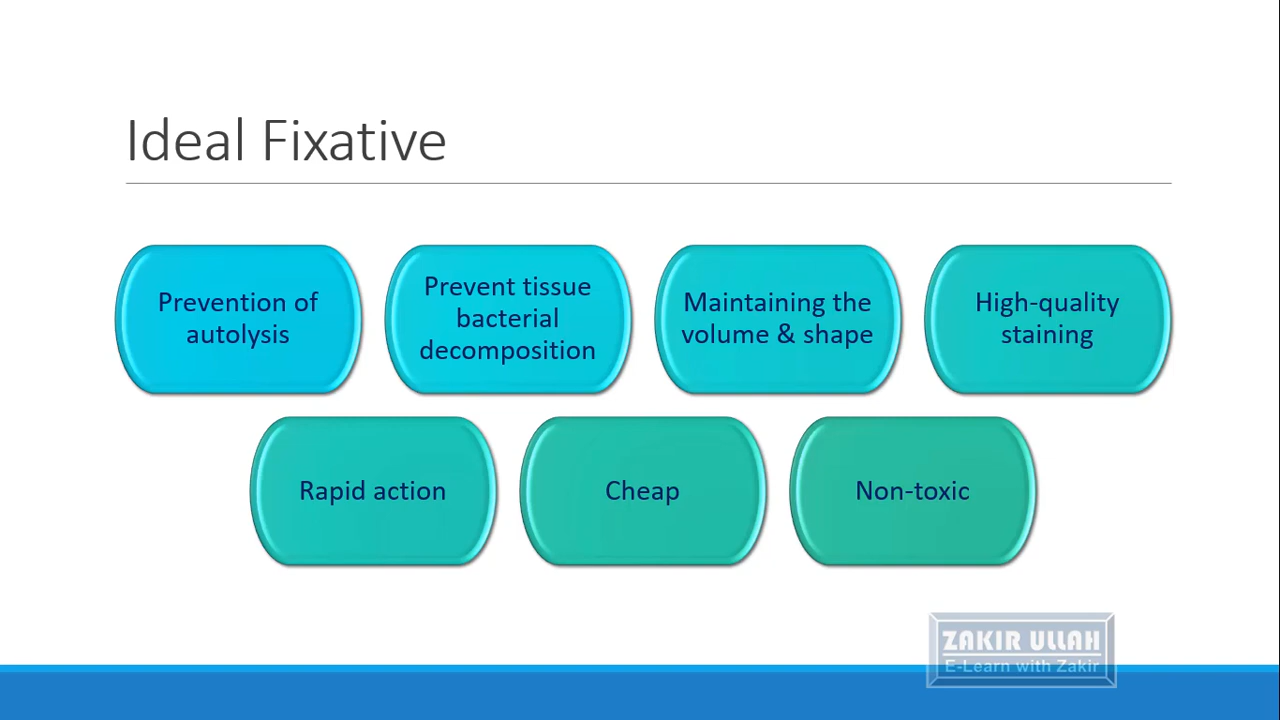 Ideal Fixative
Prevention of
autolysis
Prevent tissue
bacterial
decomposition
Maintaining the
volume & shape
High-quality
staining
Rapid action
Cheap
Non-toxic
ZAKIR ULLAH
E-Learn with Zakir